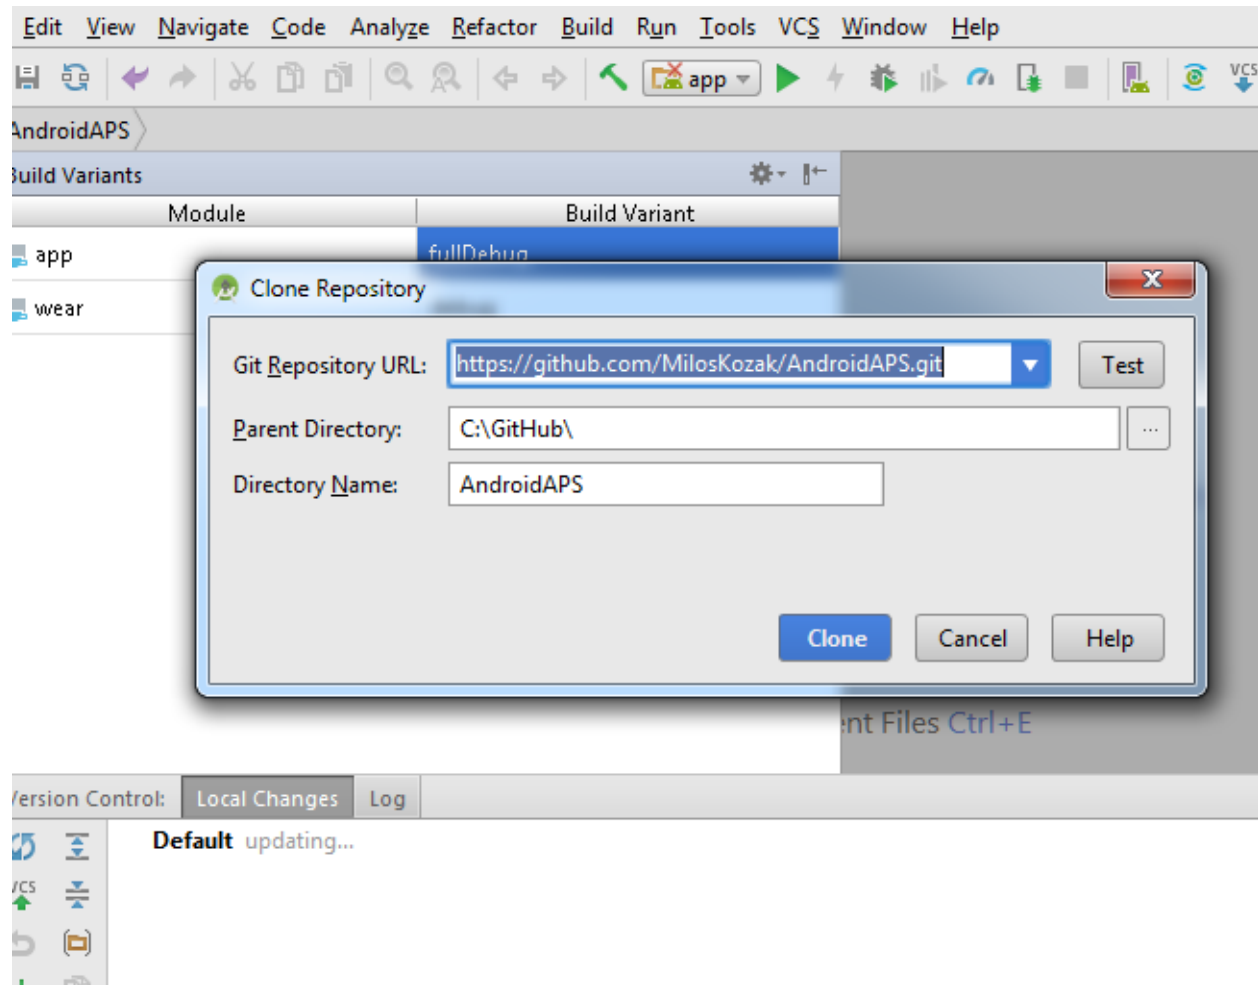 Edit View Navigate Code Analyze Refactor Build Run Tools VCS Window Help
app
VCS
AndroidAPS
Build Variants
Module Build Variant
app fullDebug
wear
Clone Repository
Git Repository URL: https://github.com/MilosKozak/AndroidAPS.git Test
Parent Directory: C:\GitHub\ ...
Directory Name: AndroidAPS
Clone Cancel Help
ent Files Ctrl+E
Version Control: Local Changes Log
Default updating...
VCS